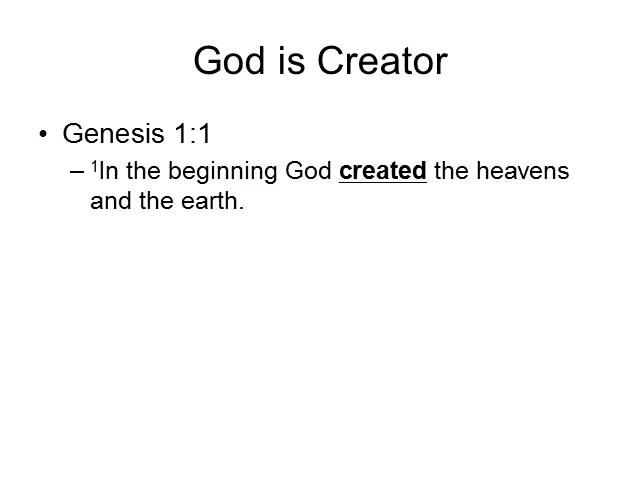 God is Creator
• Genesis 1:1
– ¹In the beginning God created the heavens
and the earth.